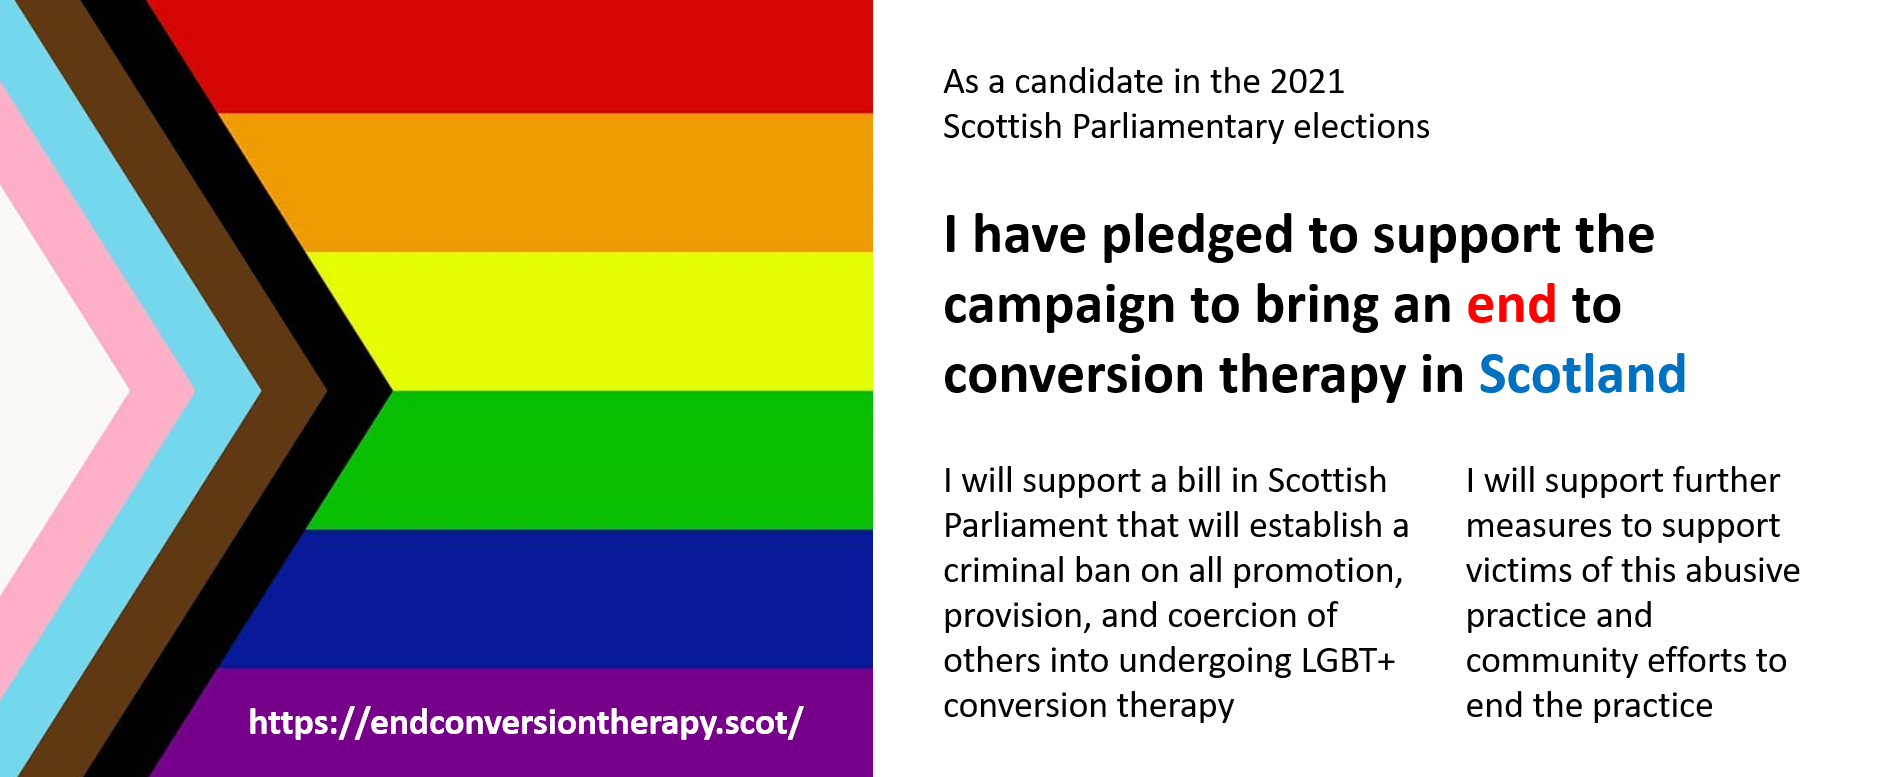 As a candidate in the 2021
Scottish Parliamentary elections
I have pledged to support the
campaign to bring an end to
conversion therapy in Scotland
I will support a bill in Scottish
Parliament that will establish a
criminal ban on all promotion,
provision, and coercion of
others into undergoing LGBT+
conversion therapy
I will support further
measures to support
victims of this abusive
practice and
community efforts to
end the practice
https://endconversiontherapy.scot/